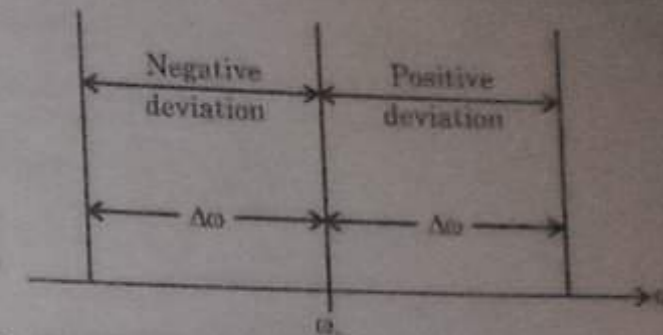 Negative
deviation
Positive
deviation
Δω
Δω